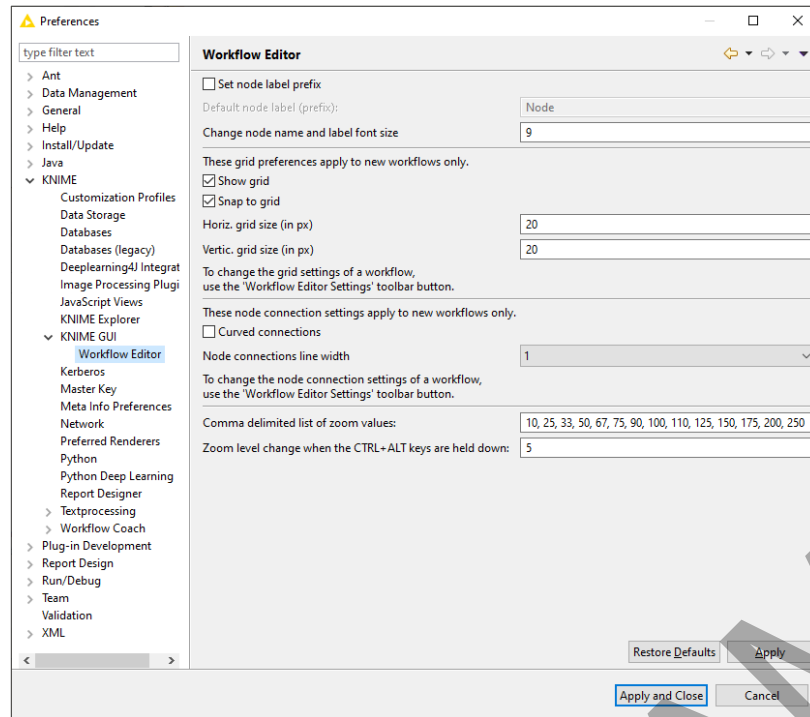 Preferences
type filter text
Ant
Data Management
General
Help
Install/Update
Java
KNIME
Customization Profiles
Data Storage
Databases
Databases (legacy)
Deeplearning4J Integrat
Image Processing Plugi
JavaScript Views
KNIME Explorer
KNIME GUI
Workflow Editor
Kerberos
Master Key
Meta Info Preferences
Network
Preferred Renderers
Python
Python Deep Learning
Report Designer
Textprocessing
Workflow Coach
Plug-in Development
Report Design
Run/Debug
Team
Validation
XML
Workflow Editor
Set node label prefix
Default node label (prefix): Node
Change node name and label font size 9
These grid preferences apply to new workflows only.
Show grid
Snap to grid
Horiz. grid size (in px) 20
Vertic. grid size (in px) 20
To change the grid settings of a workflow,
use the 'Workflow Editor Settings' toolbar button.
These node connection settings apply to new workflows only.
Curved connections
Node connections line width 1
To change the node connection settings of a workflow,
use the 'Workflow Editor Settings' toolbar button.
Comma delimited list of zoom values: 10, 25, 33, 50, 67, 75, 90, 100, 110, 125, 150, 175, 200, 250
Zoom level change when the CTRL+ALT keys are held down: 5
Restore Defaults Apply
Apply and Close Cancel